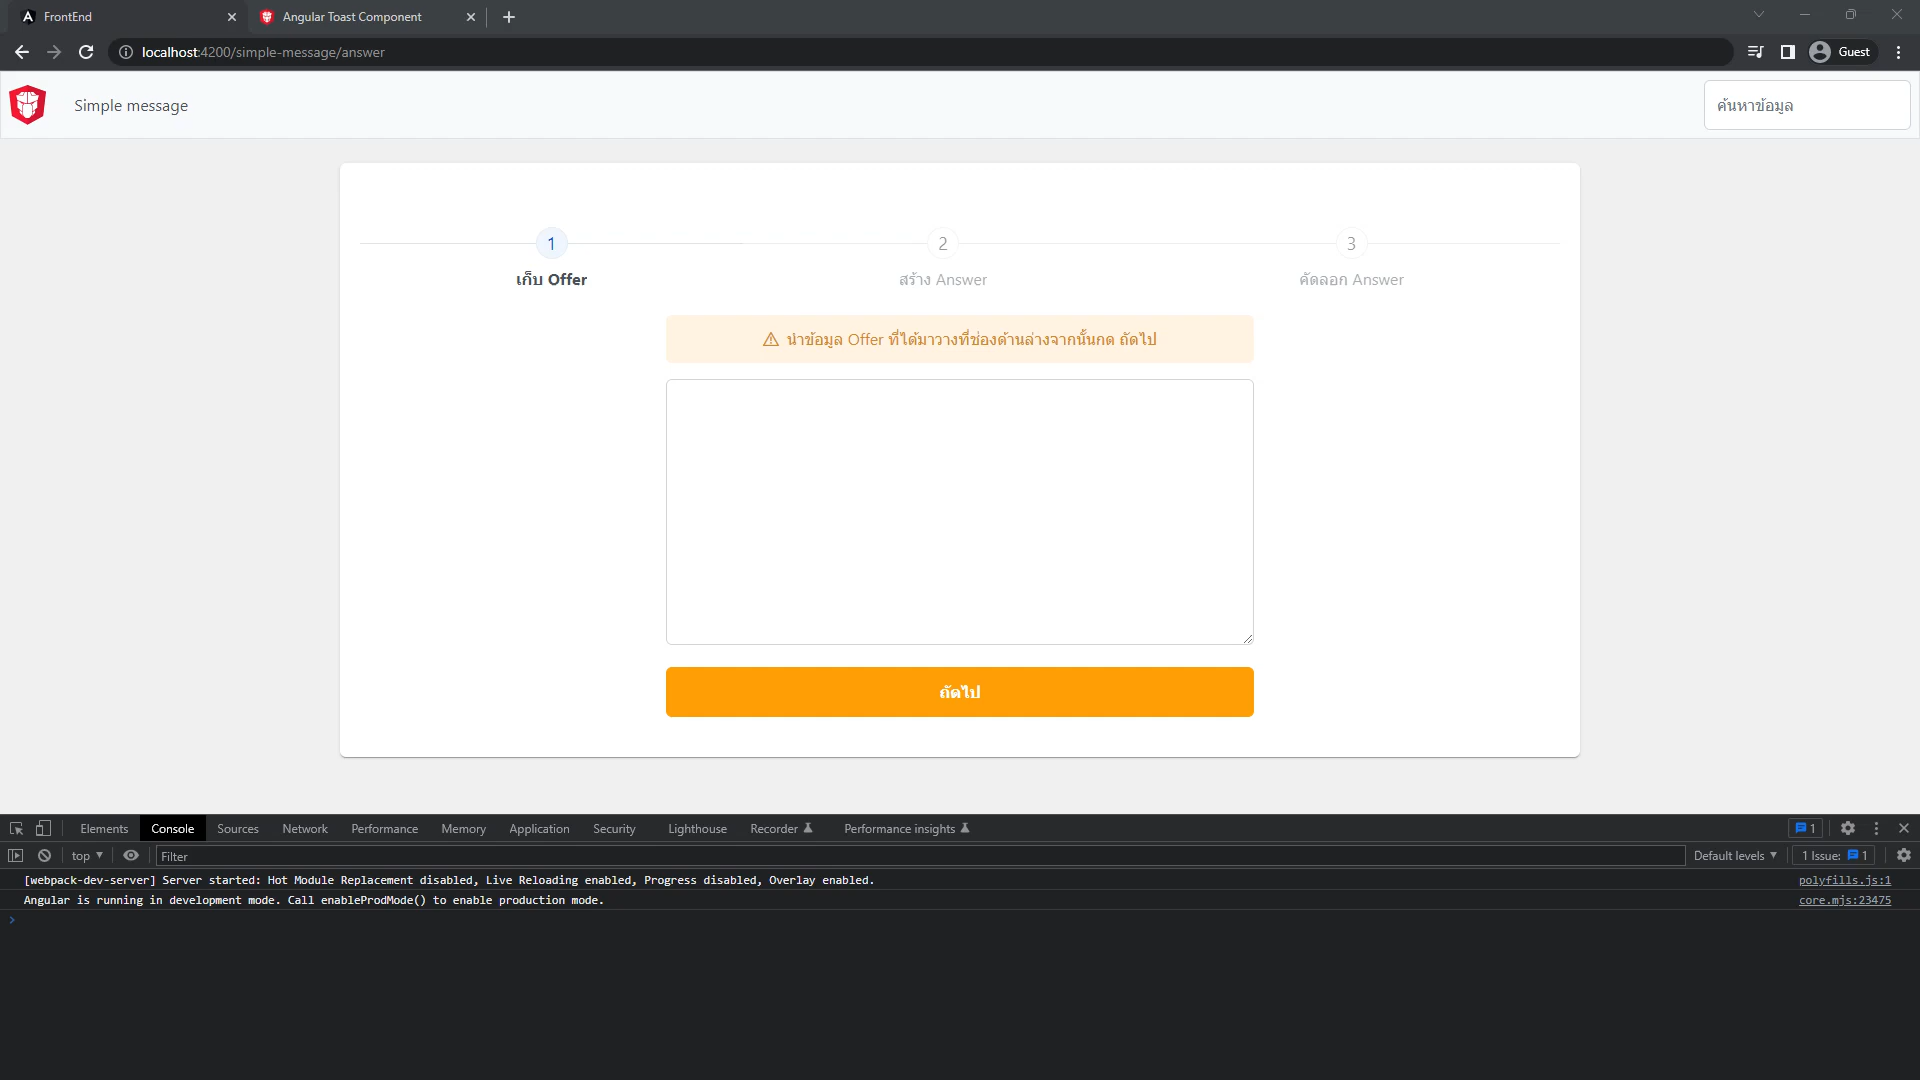 FrontEnd
Angular Toast Component
localhost:4200/simple-message/answer
Guest
Simple message
ค้นหาข้อมูล
1
2
3
เก็บ Offer
สร้าง Answer
คัดลอก Answer
นำข้อมูล Offer ที่ได้มาวางที่ช่องด้านล่างจากนั้นกด ถัดไป
ถัดไป
Elements Console Sources Network Performance Memory Application Security Lighthouse Recorder Performance insights 1
top Filter Default levels 1 Issue: 1
[webpack-dev-server] Server started: Hot Module Replacement disabled, Live Reloading enabled, Progress disabled, Overlay enabled. polyfills.js:1
Angular is running in development mode. Call enableProdMode() to enable production mode. core.mjs:23475